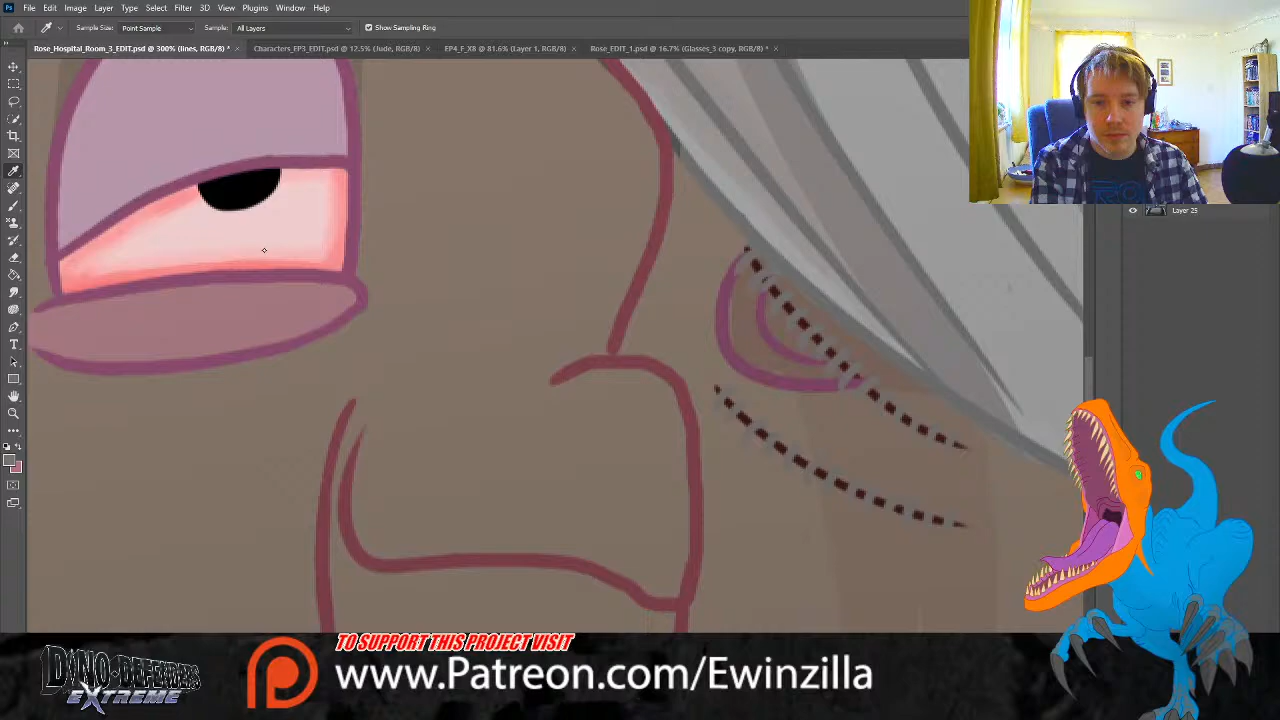 File Edit Image Layer Type Select Filter 3D View Plugins Window Help
Sample Size: Point Sample Sample: All Layers Show Sampling Ring
Rose_Hospital_Room_3_EDIT.psd @ 300% (lines, RGB/8) * Characters_EP3_EDIT.psd @ 12.5% (Jude, RGB/8) EP4_F_X8 @ 81.6% (Layer 1, RGB/8) Rose_EDIT_1.psd @ 16.7% (Glasses_3 copy, RGB/8) *
Layer 25
TO SUPPORT THIS PROJECT VISIT
www.Patreon.com/Ewinzilla
DINO-DEFENDERS
EXTREME